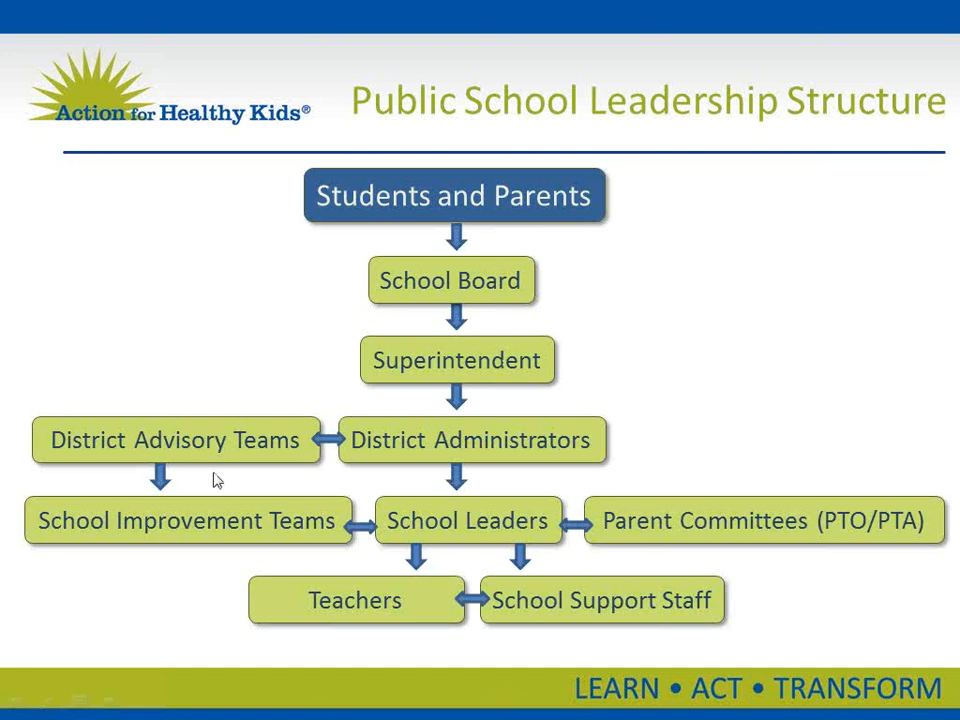 Action for Healthy Kids®
Public School Leadership Structure
Students and Parents
School Board
Superintendent
District Advisory Teams
District Administrators
School Improvement Teams
School Leaders
Parent Committees (PTO/PTA)
Teachers
School Support Staff
LEARN • ACT • TRANSFORM